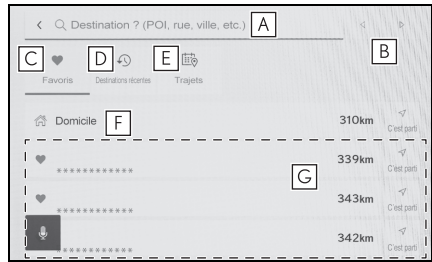 Destination ? (POI, rue, ville, etc.) A
B
C D E
Favoris Destinations récentes Trajets
Domicile F 310km C'est parti
339km C'est parti
************
G
343km C'est parti
************
342km C'est parti
************